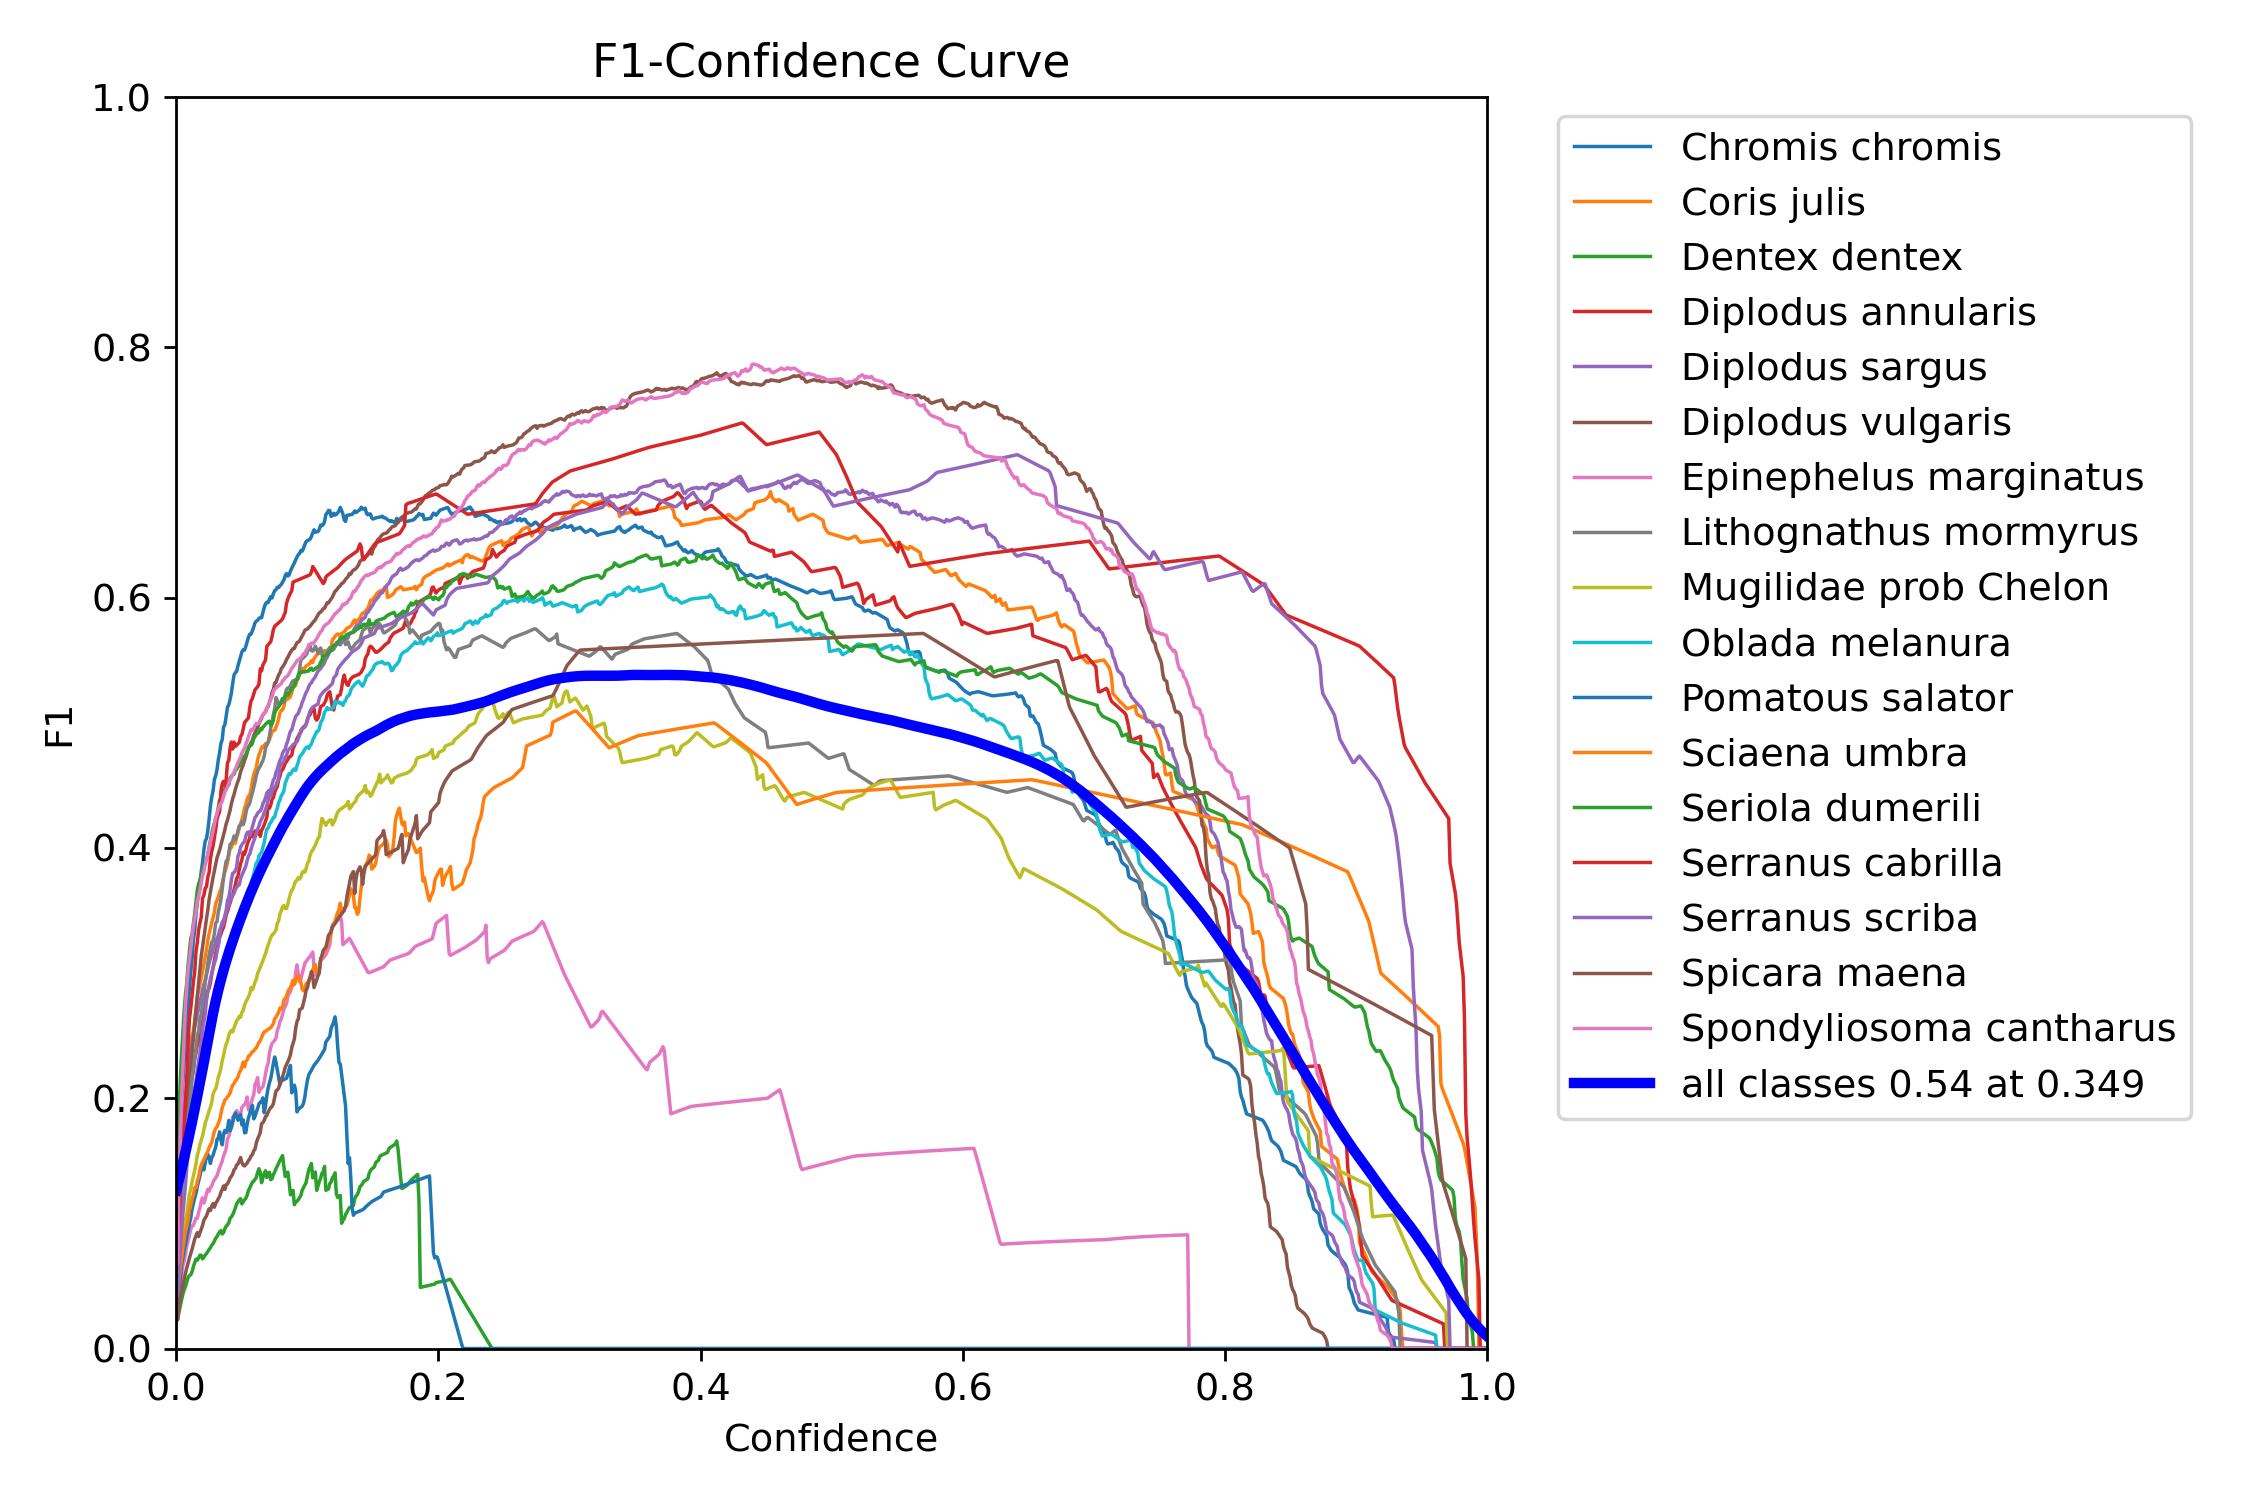 F1-Confidence Curve
1.0
0.8
0.6
0.4
0.2
0.0
F1
0.0 0.2 0.4 0.6 0.8 1.0
Confidence
Chromis chromis
Coris julis
Dentex dentex
Diplodus annularis
Diplodus sargus
Diplodus vulgaris
Epinephelus marginatus
Lithognathus mormyrus
Mugilidae prob Chelon
Oblada melanura
Pomatous salator
Sciaena umbra
Seriola dumerili
Serranus cabrilla
Serranus scriba
Spicara maena
Spondyliosoma cantharus
all classes 0.54 at 0.349